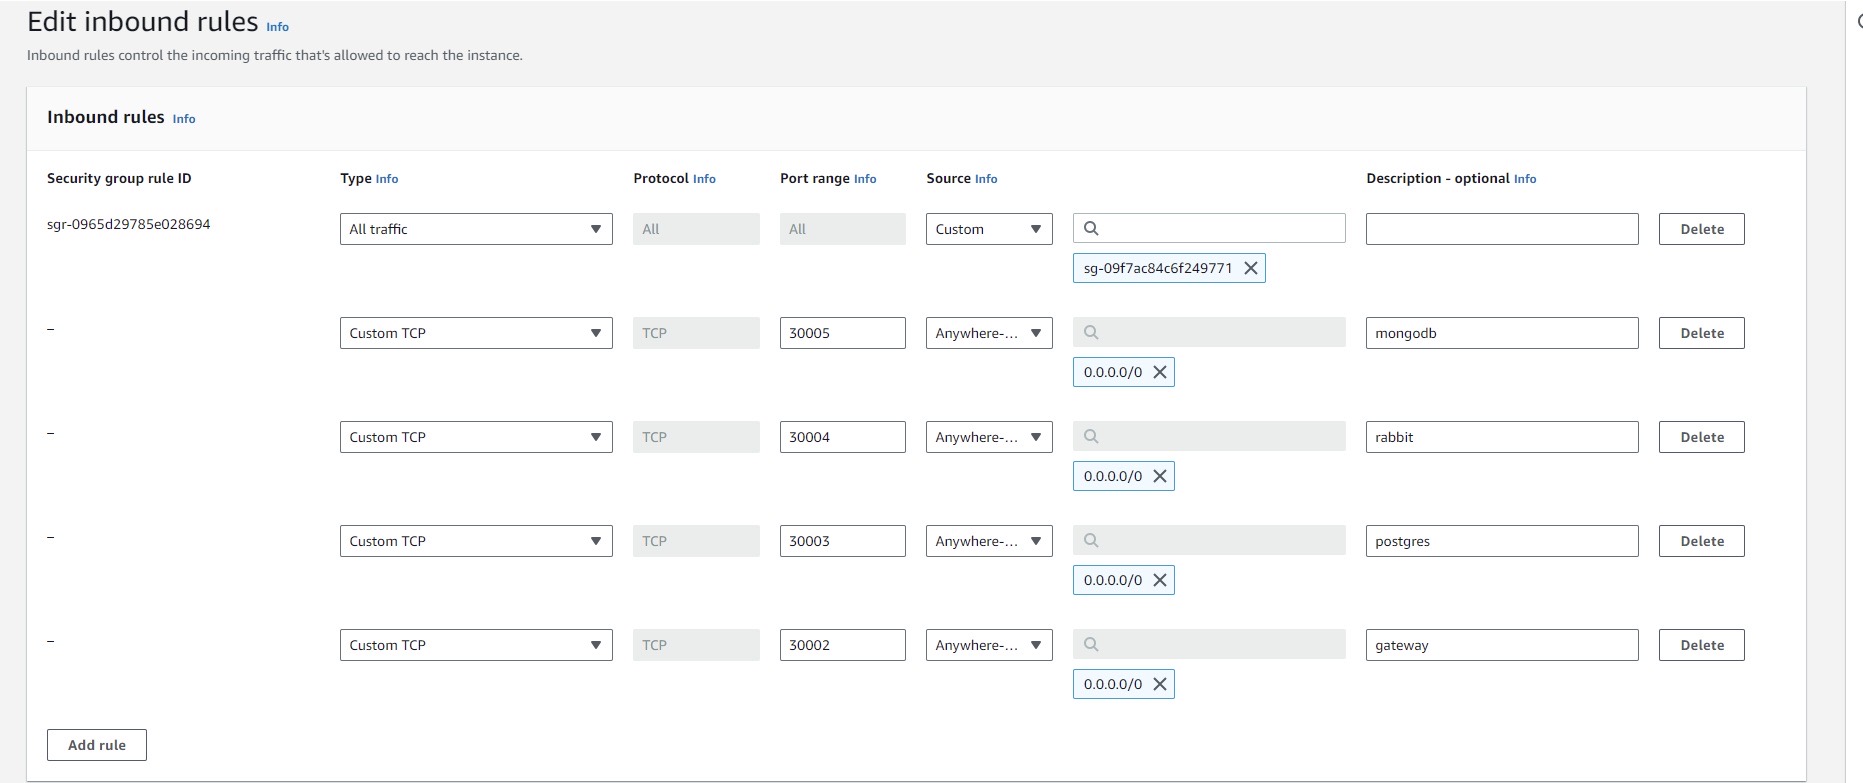 Edit inbound rules Info
Inbound rules control the incoming traffic that's allowed to reach the instance.
Inbound rules Info
Security group rule ID Type Info Protocol Info Port range Info Source Info Description - optional Info
sgr-0965d29785e028694 All traffic All All Custom Delete
sg-09f7ac84c6f249771
– Custom TCP TCP 30005 Anywhere-... mongodb Delete
0.0.0.0/0
– Custom TCP TCP 30004 Anywhere-... rabbit Delete
0.0.0.0/0
– Custom TCP TCP 30003 Anywhere-... postgres Delete
0.0.0.0/0
– Custom TCP TCP 30002 Anywhere-... gateway Delete
0.0.0.0/0
Add rule